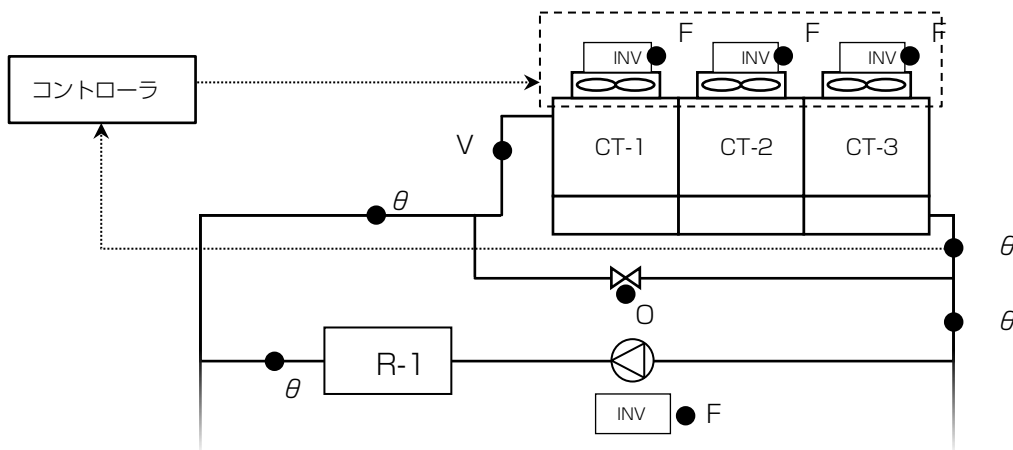 F F F
INV INV INV
コントローラ
V
CT-1 CT-2 CT-3
θ
θ
O
θ
R-1
θ
INV F